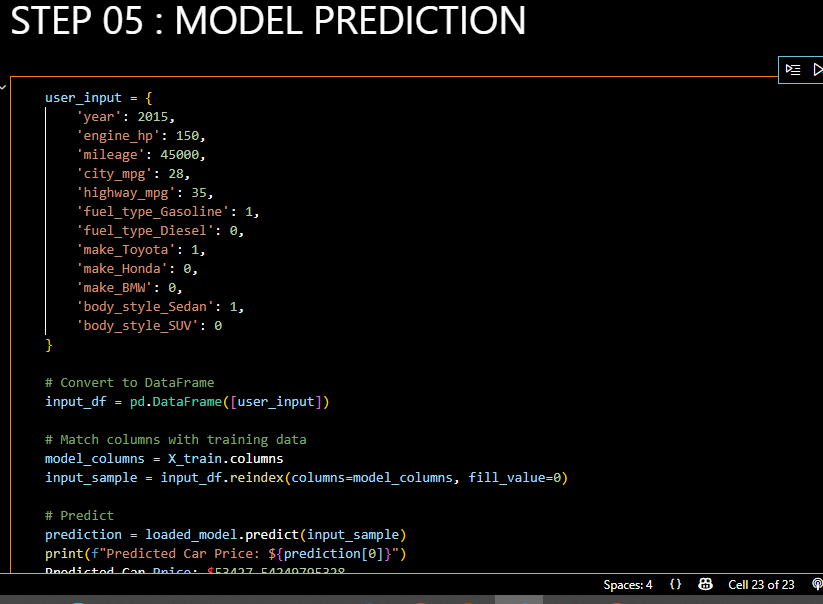 STEP 05 : MODEL PREDICTION
user_input = {
    'year': 2015,
    'engine_hp': 150,
    'mileage': 45000,
    'city_mpg': 28,
    'highway_mpg': 35,
    'fuel_type_Gasoline': 1,
    'fuel_type_Diesel': 0,
    'make_Toyota': 1,
    'make_Honda': 0,
    'make_BMW': 0,
    'body_style_Sedan': 1,
    'body_style_SUV': 0
}
# Convert to DataFrame
input_df = pd.DataFrame([user_input])
# Match columns with training data
model_columns = X_train.columns
input_sample = input_df.reindex(columns=model_columns, fill_value=0)
# Predict
prediction = loaded_model.predict(input_sample)
print(f"Predicted Car Price: ${prediction[0]}")
Predicted Car Price: $53427.54249795328
Spaces: 4 {} Cell 23 of 23